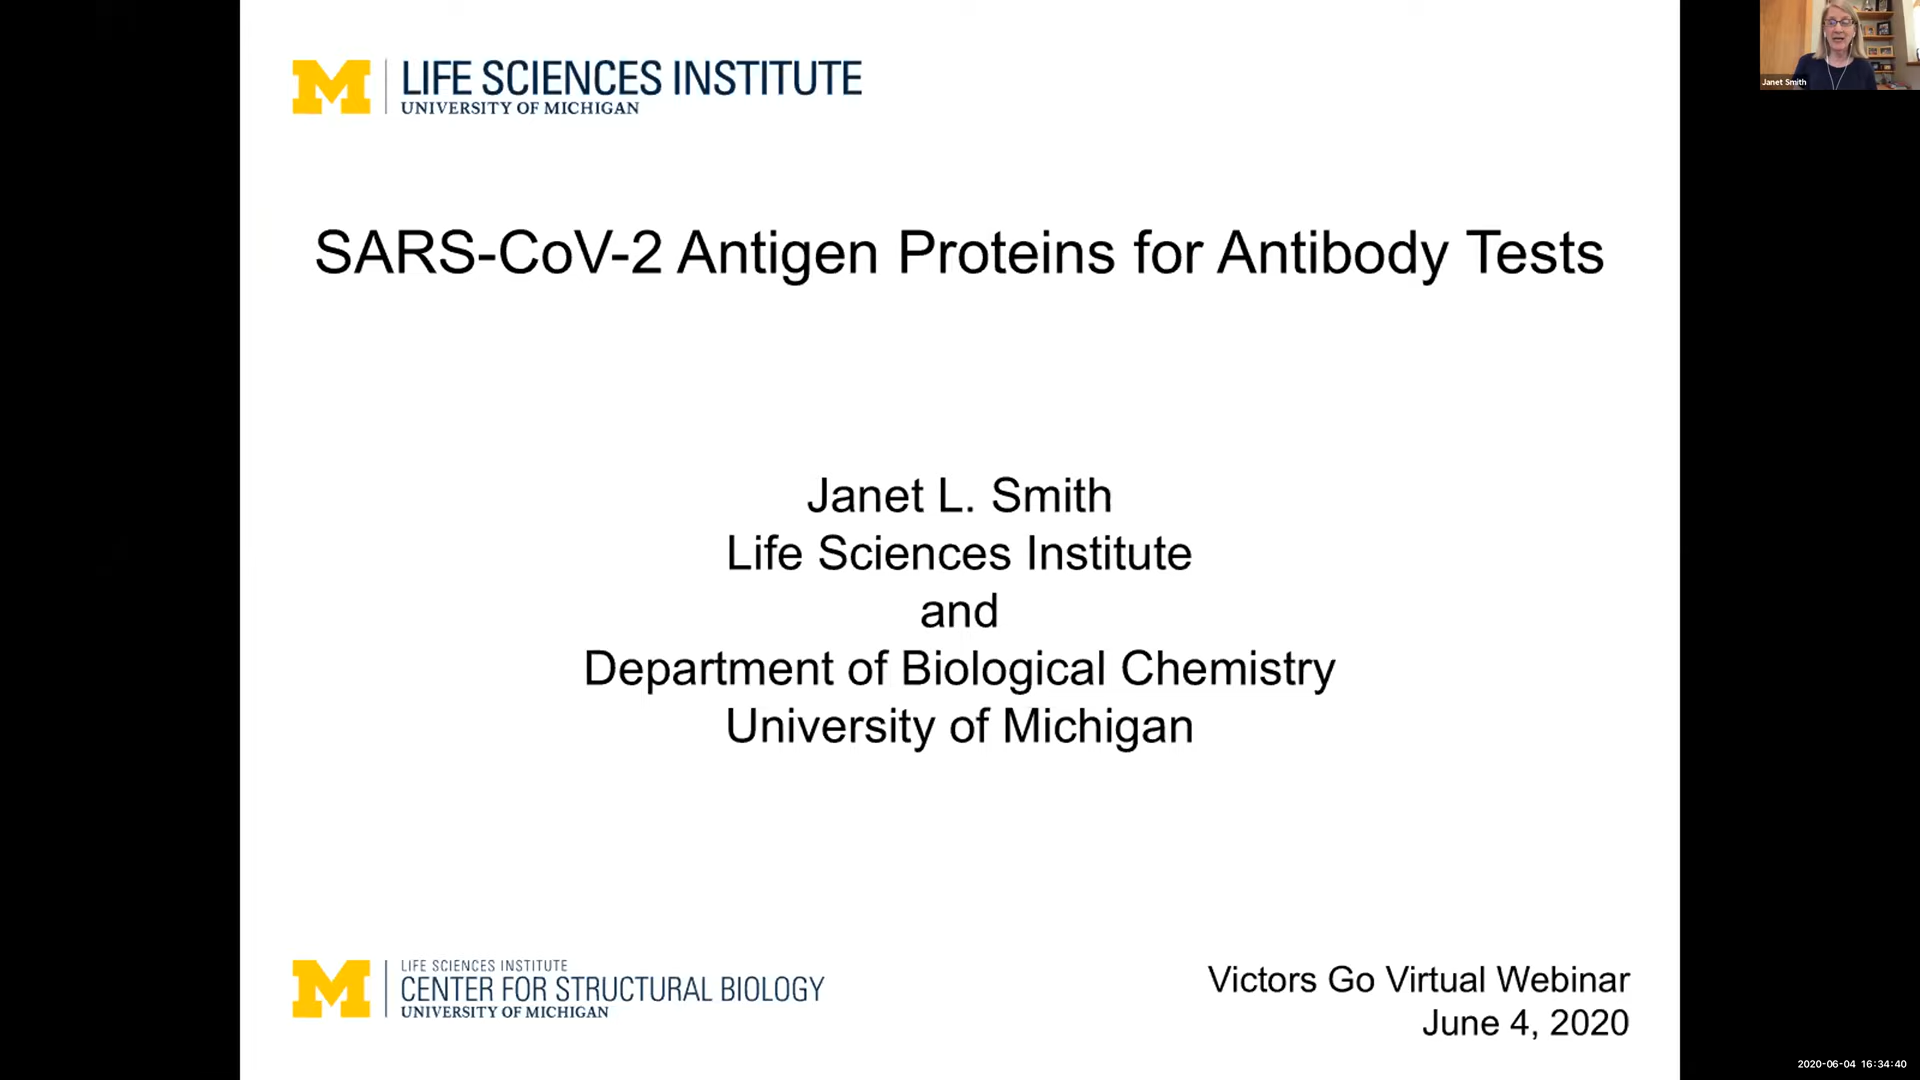 LIFE SCIENCES INSTITUTE
UNIVERSITY OF MICHIGAN
Janet Smith
SARS-CoV-2 Antigen Proteins for Antibody Tests
Janet L. Smith
Life Sciences Institute
and
Department of Biological Chemistry
University of Michigan
LIFE SCIENCES INSTITUTE
CENTER FOR STRUCTURAL BIOLOGY
UNIVERSITY OF MICHIGAN
Victors Go Virtual Webinar
June 4, 2020
2020-06-04 16:34:40